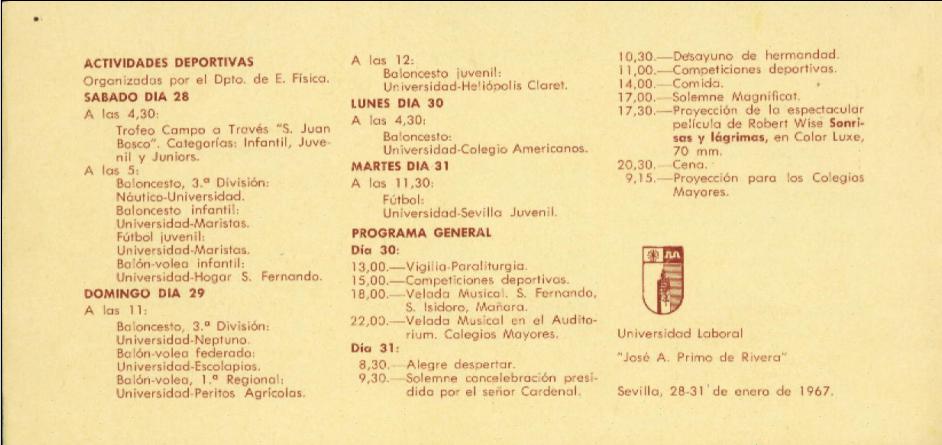 ACTIVIDADES DEPORTIVAS
Organizadas por el Dpto. de E. Física.
SABADO DIA 28
A las 4,30:
Trofeo Campo a Través "S. Juan
Bosco". Categorías: Infantil, Juve-
nil y Juniors.
A las 5:
Baloncesto, 3.ª División:
Náutico-Universidad.
Baloncesto infantil:
Universidad-Maristas.
Fútbol juvenil:
Universidad-Maristas.
Balón-volea infantil:
Universidad-Hogar S. Fernando.
DOMINGO DIA 29
A las 11:
Baloncesto, 3.ª División:
Universidad-Neptuno.
Balón-volea federado:
Universidad-Escolapios.
Balón-volea, 1.ª Regional:
Universidad-Peritos Agrícolas.
A las 12:
Baloncesto juvenil:
Universidad-Heliópolis Claret.
LUNES DIA 30
A las 4,30:
Baloncesto:
Universidad-Colegio Americanos.
MARTES DIA 31
A las 11,30:
Fútbol:
Universidad-Sevilla Juvenil.
PROGRAMA GENERAL
Día 30:
13,00.—Vigilia-Paraliturgia.
15,00.—Competiciones deportivas.
18,00.—Velada Musical. S. Fernando,
S. Isidoro, Mañara.
22,00.—Velada Musical en el Audito-
rium. Colegios Mayores.
Día 31:
8,30.—Alegre despertar.
9,30.—Solemne concelebración presi-
dida por el señor Cardenal.
10,30.—Desayuno de hermandad.
11,00.—Competiciones deportivas.
14,00.—Comida.
17,00.—Solemne Magníficat.
17,30.—Proyección de la espectacular
película de Robert Wise Sonri-
sas y lágrimas, en Color Luxe,
70 mm.
20,30.—Cena.
9,15.—Proyección para los Colegios
Mayores.
Universidad Laboral
"José A. Primo de Rivera"
Sevilla, 28-31 de enero de 1967.